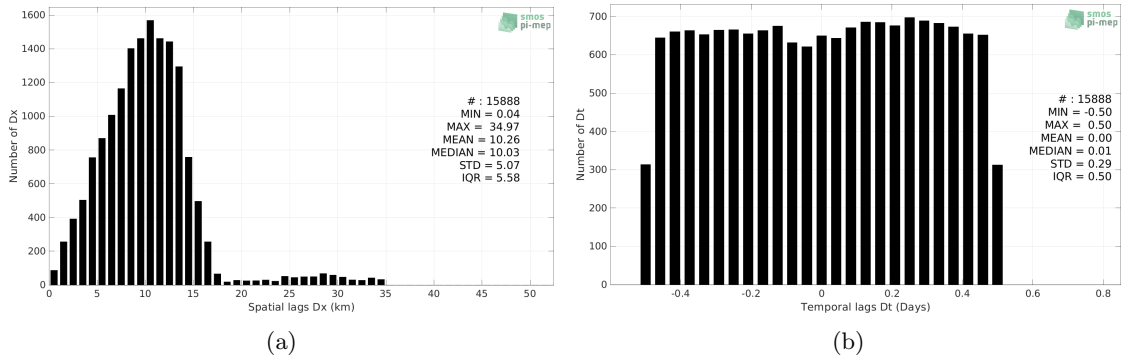 1600
1400
1200
1000
800
600
400
200
0
Number of Dx
0 5 10 15 20 25 30 35 40 45 50
Spatial lags Dx (km)
smos
pi-mep
# : 15888
MIN = 0.04
MAX = 34.97
MEAN = 10.26
MEDIAN = 10.03
STD = 5.07
IQR = 5.58
(a)
700
600
500
400
300
200
100
0
Number of Dt
-0.4 -0.2 0 0.2 0.4 0.6 0.8
Temporal lags Dt (Days)
smos
pi-mep
# : 15888
MIN = -0.50
MAX = 0.50
MEAN = 0.00
MEDIAN = 0.01
STD = 0.29
IQR = 0.50
(b)